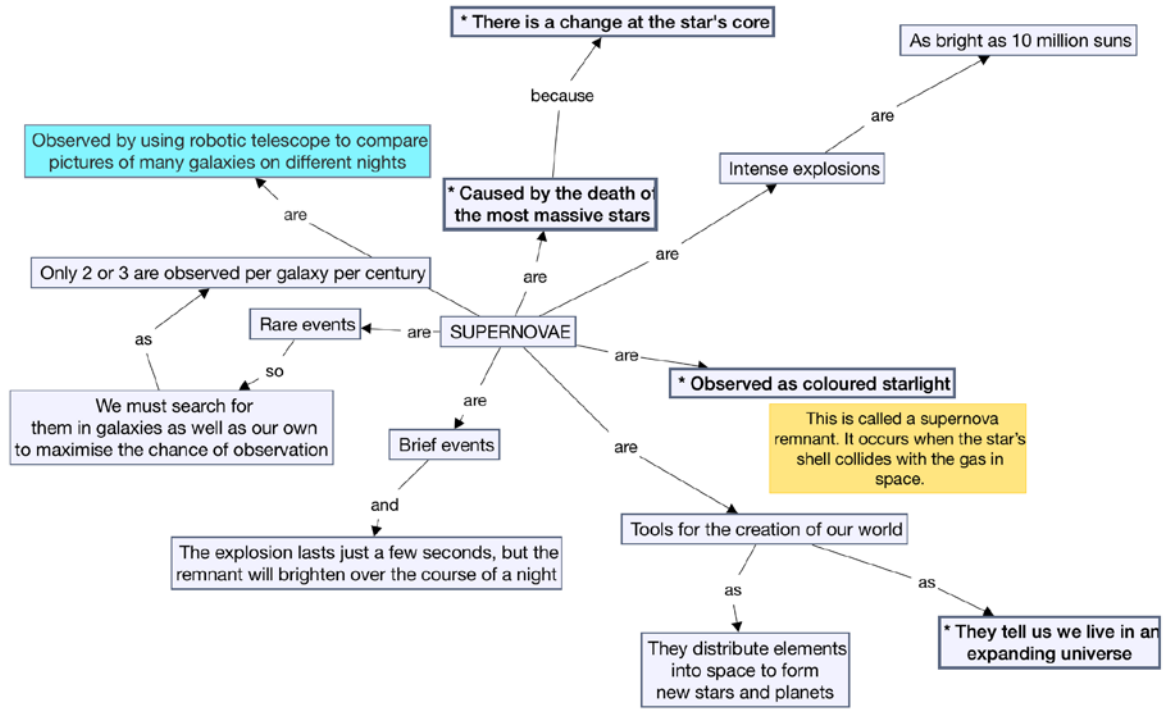 * There is a change at the star's core
As bright as 10 million suns
because
are
Observed by using robotic telescope to compare
pictures of many galaxies on different nights
Intense explosions
* Caused by the death of
the most massive stars
are
are
are
Only 2 or 3 are observed per galaxy per century
Rare events
are
SUPERNOVAE
as
are
so
* Observed as coloured starlight
We must search for
them in galaxies as well as our own
to maximise the chance of observation
are
This is called a supernova
remnant. It occurs when the star's
shell collides with the gas in
space.
Brief events
are
and
Tools for the creation of our world
The explosion lasts just a few seconds, but the
remnant will brighten over the course of a night
as
as
They distribute elements
into space to form
new stars and planets
* They tell us we live in an
expanding universe